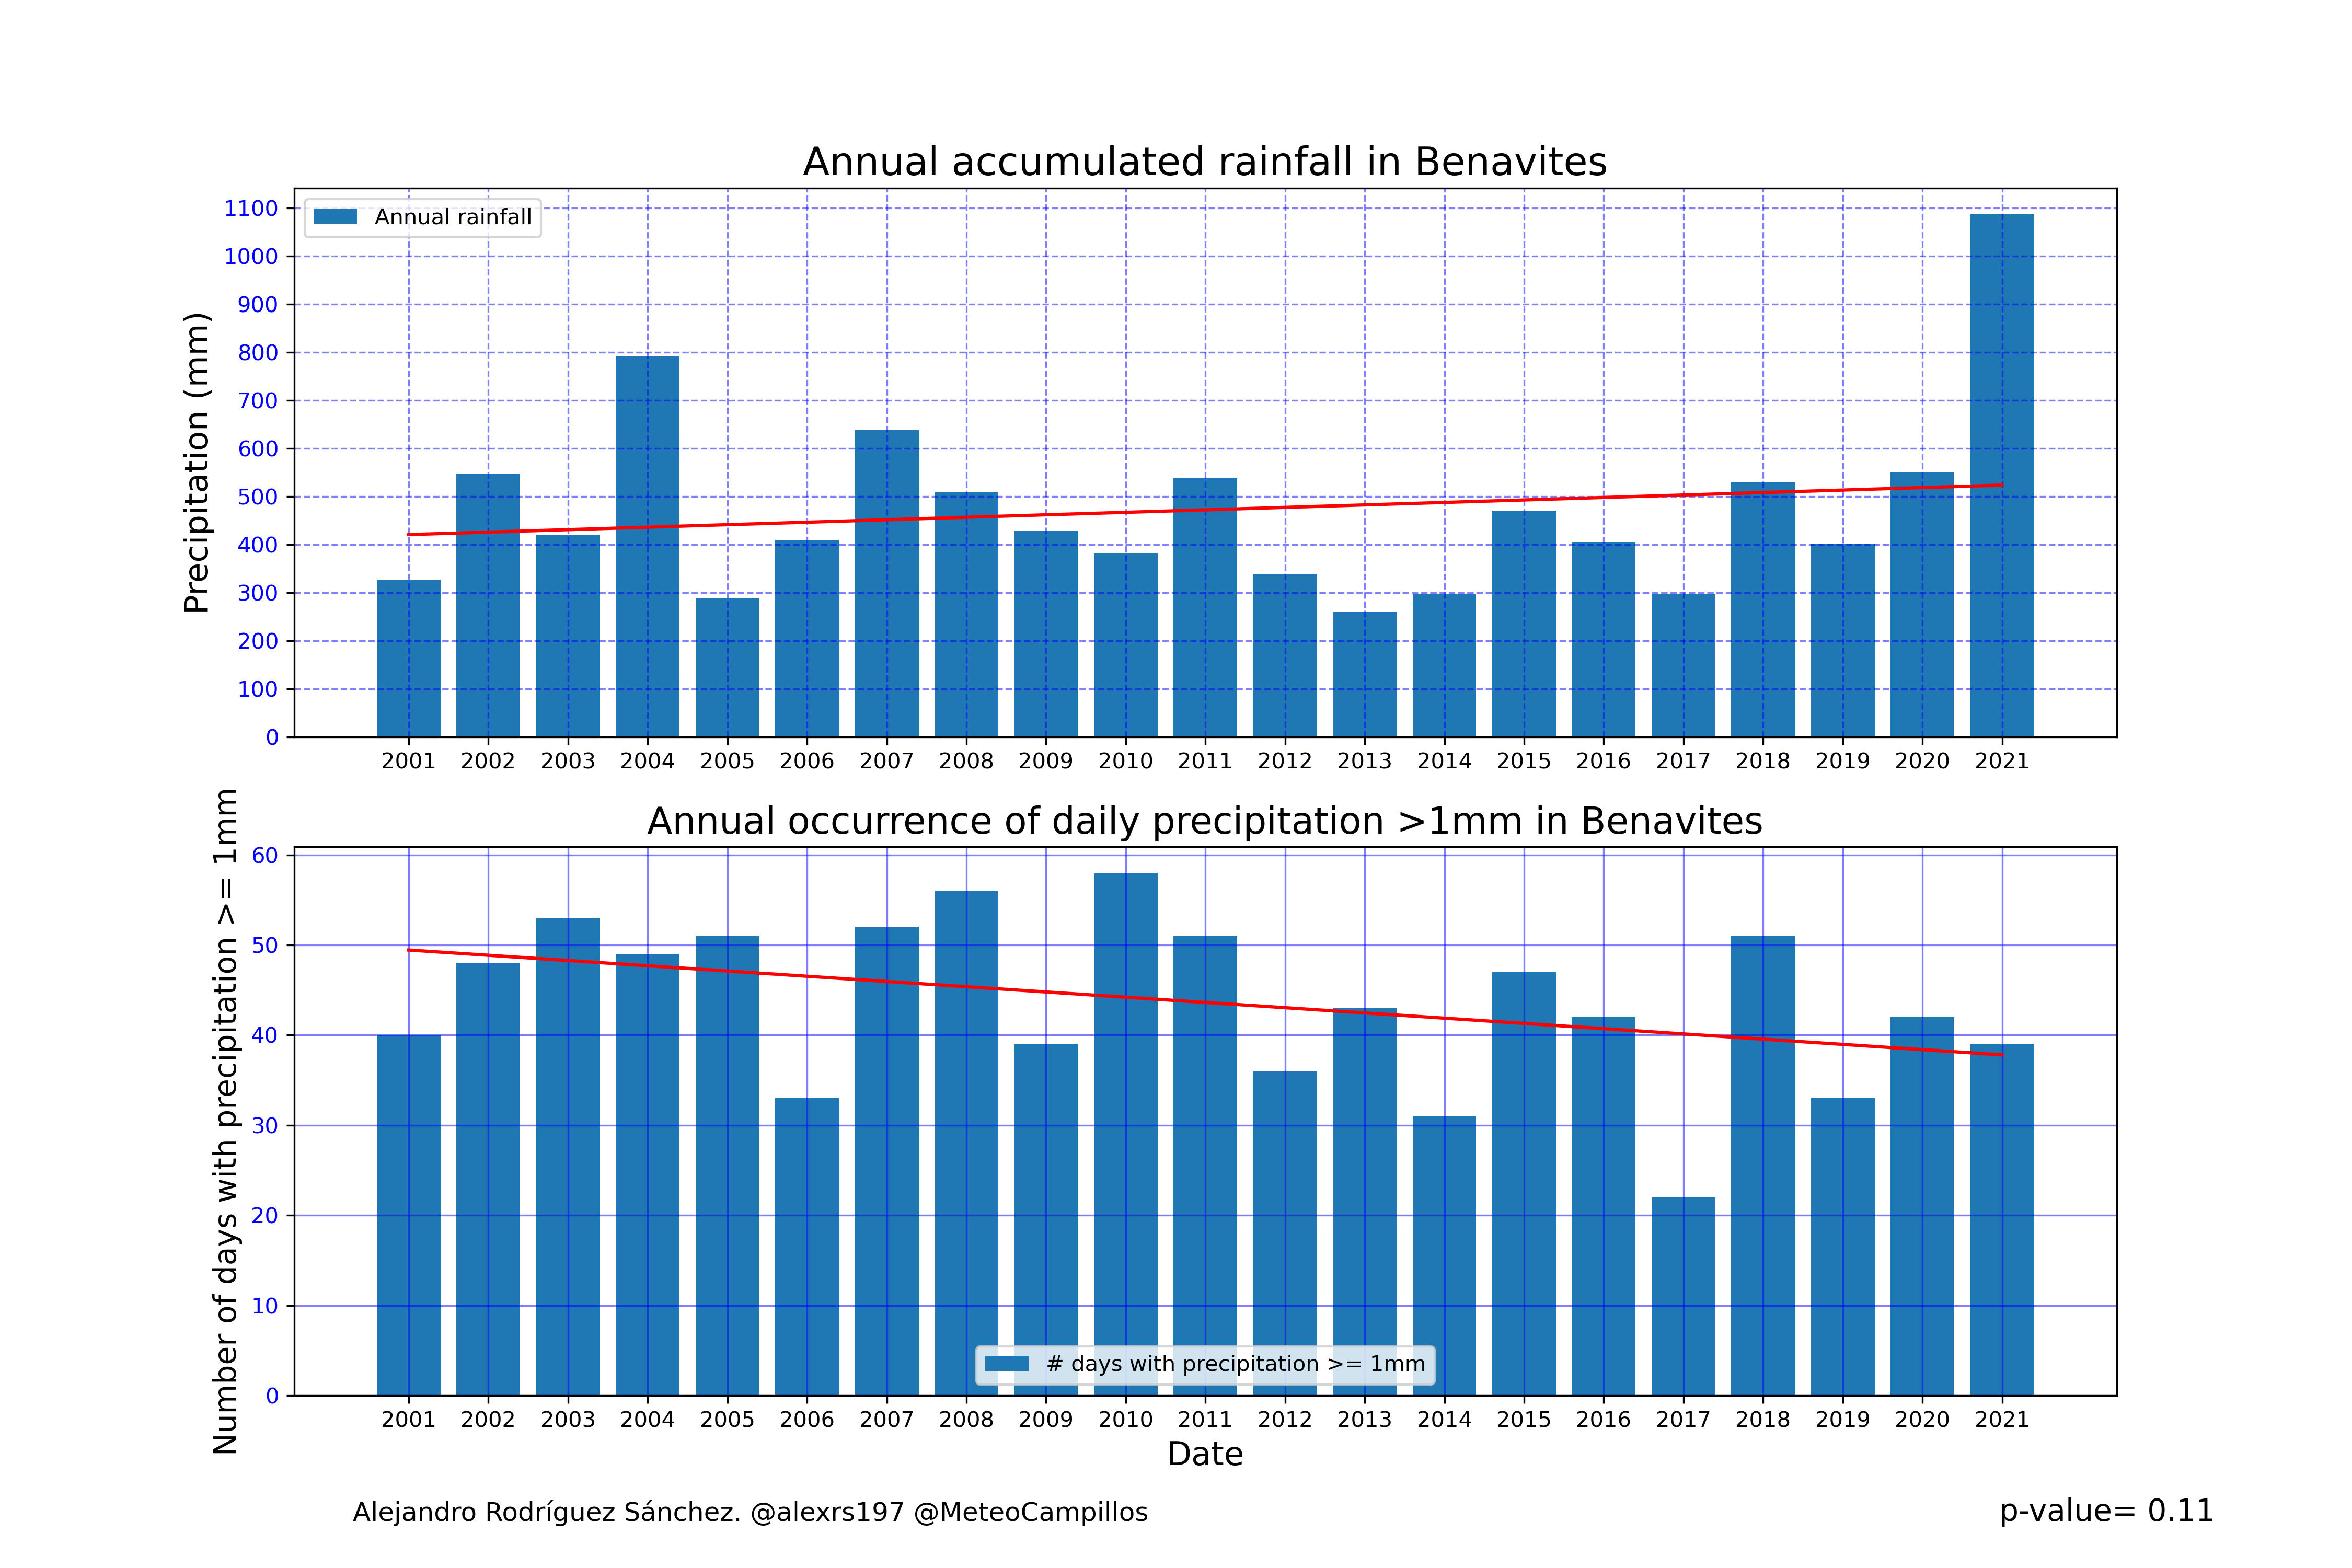 Annual accumulated rainfall in Benavites
Precipitation (mm)
1100
1000
900
800
700
600
500
400
300
200
100
0
Annual rainfall
2001 2002 2003 2004 2005 2006 2007 2008 2009 2010 2011 2012 2013 2014 2015 2016 2017 2018 2019 2020 2021
Annual occurrence of daily precipitation >1mm in Benavites
Number of days with precipitation >= 1mm
60
50
40
30
20
10
0
# days with precipitation >= 1mm
2001 2002 2003 2004 2005 2006 2007 2008 2009 2010 2011 2012 2013 2014 2015 2016 2017 2018 2019 2020 2021
Date
Alejandro Rodríguez Sánchez. @alexrs197 @MeteoCampillos
p-value= 0.11